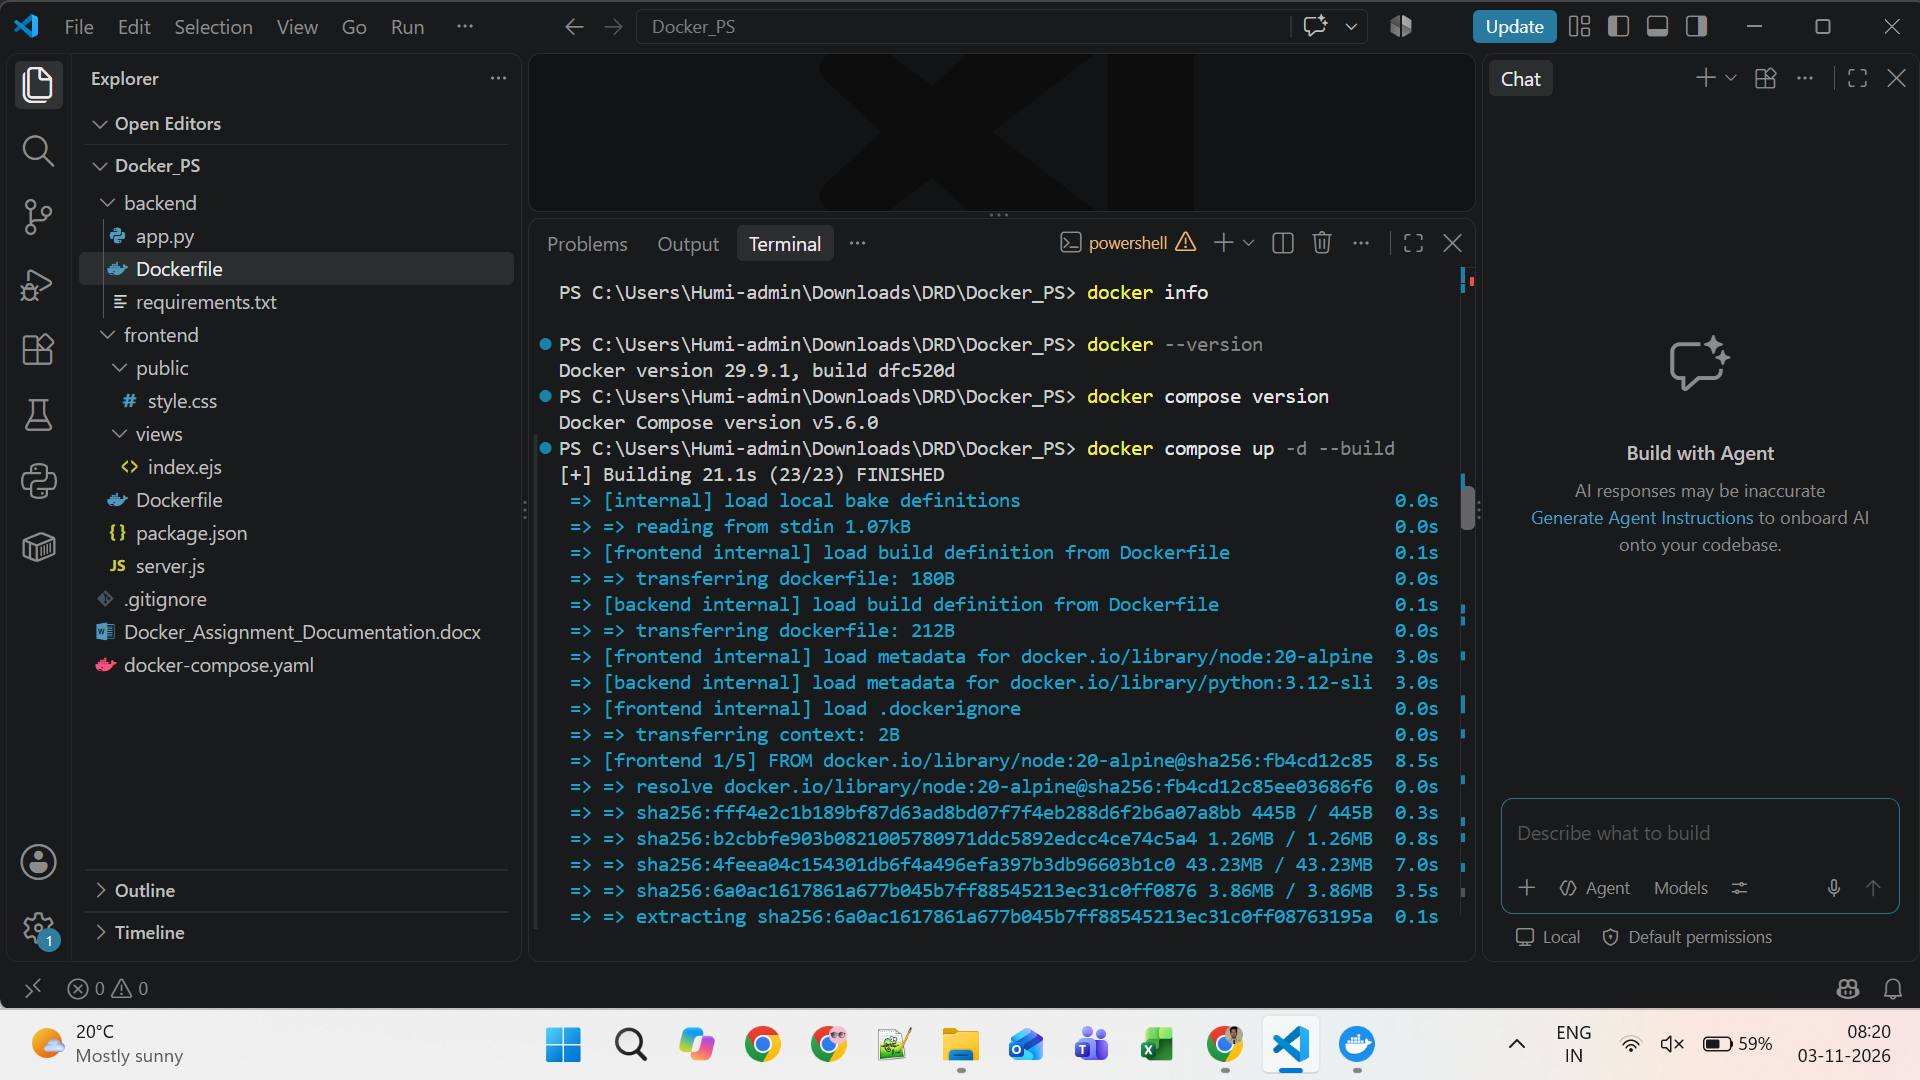 File Edit Selection View Go Run
Docker_PS
Update
Explorer
Open Editors
Docker_PS
backend
app.py
Dockerfile
requirements.txt
frontend
public
style.css
views
index.ejs
Dockerfile
package.json
server.js
.gitignore
Docker_Assignment_Documentation.docx
docker-compose.yaml
Outline
Timeline
Problems Output Terminal
powershell
PS C:\Users\Humi-admin\Downloads\DRD\Docker_PS> docker info
PS C:\Users\Humi-admin\Downloads\DRD\Docker_PS> docker --version
Docker version 29.9.1, build dfc520d
PS C:\Users\Humi-admin\Downloads\DRD\Docker_PS> docker compose version
Docker Compose version v5.6.0
PS C:\Users\Humi-admin\Downloads\DRD\Docker_PS> docker compose up -d --build
[+] Building 21.1s (23/23) FINISHED
=> [internal] load local bake definitions 0.0s
=> => reading from stdin 1.07kB 0.0s
=> [frontend internal] load build definition from Dockerfile 0.1s
=> => transferring dockerfile: 180B 0.0s
=> [backend internal] load build definition from Dockerfile 0.1s
=> => transferring dockerfile: 212B 0.0s
=> [frontend internal] load metadata for docker.io/library/node:20-alpine 3.0s
=> [backend internal] load metadata for docker.io/library/python:3.12-sli 3.0s
=> [frontend internal] load .dockerignore 0.0s
=> => transferring context: 2B 0.0s
=> [frontend 1/5] FROM docker.io/library/node:20-alpine@sha256:fb4cd12c85 8.5s
=> => resolve docker.io/library/node:20-alpine@sha256:fb4cd12c85ee03686f6 0.0s
=> => sha256:fff4e2c1b189bf87d63ad8bd07f7f4eb288d6f2b6a07a8bb 445B / 445B 0.3s
=> => sha256:b2cbbfe903b0821005780971ddc5892edcc4ce74c5a4 1.26MB / 1.26MB 0.8s
=> => sha256:4feea04c154301db6f4a496efa397b3db96603b1c0 43.23MB / 43.23MB 7.0s
=> => sha256:6a0ac1617861a677b045b7ff88545213ec31c0ff0876 3.86MB / 3.86MB 3.5s
=> => extracting sha256:6a0ac1617861a677b045b7ff88545213ec31c0ff08763195a 0.1s
Chat
Build with Agent
AI responses may be inaccurate
Generate Agent Instructions to onboard AI
onto your codebase.
Describe what to build
Agent Models
Local Default permissions
1
0 0
20°C
Mostly sunny
ENG
IN
59%
08:20
03-11-2026